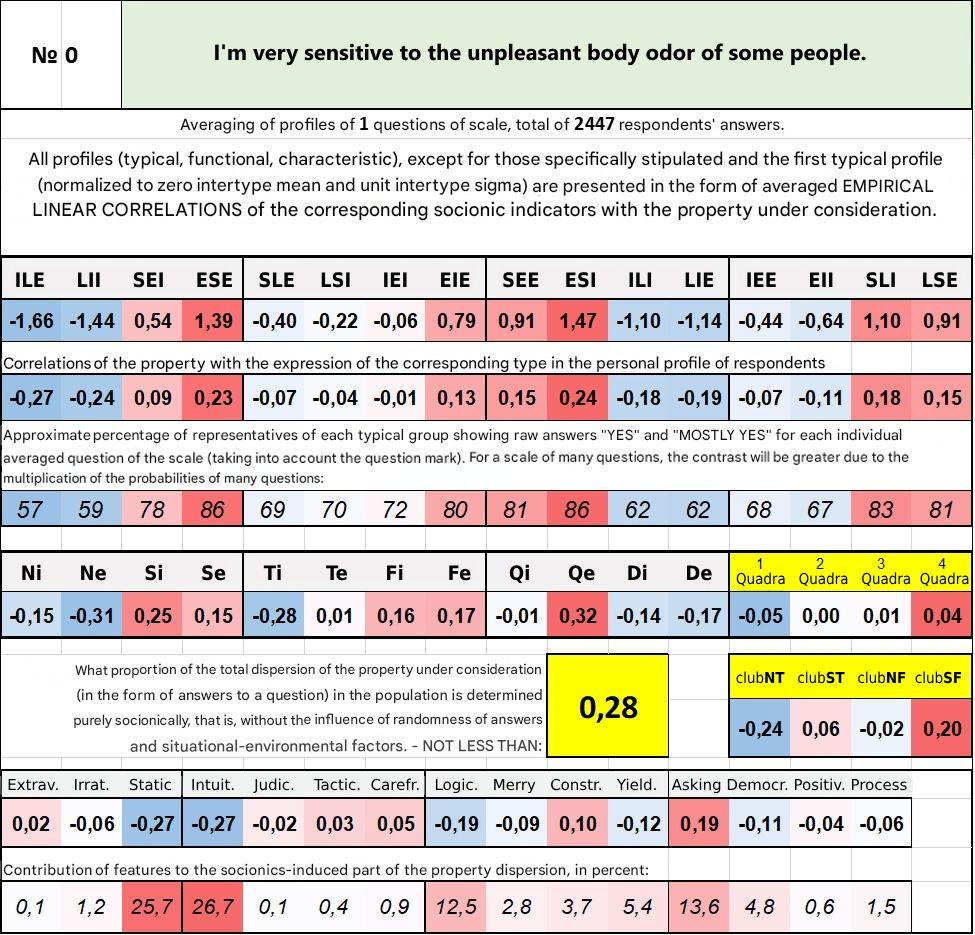 № 0
I'm very sensitive to the unpleasant body odor of some people.
Averaging of profiles of 1 questions of scale, total of 2447 respondents' answers.
All profiles (typical, functional, characteristic), except for those specifically stipulated and the first typical profile
(normalized to zero intertype mean and unit intertype sigma) are presented in the form of averaged EMPIRICAL
LINEAR CORRELATIONS of the corresponding socionic indicators with the property under consideration.
ILE LII SEI ESE SLE LSI IEI EIE SEE ESI ILI LIE IEE EII SLI LSE
-1,66 -1,44 0,54 1,39 -0,40 -0,22 -0,06 0,79 0,91 1,47 -1,10 -1,14 -0,44 -0,64 1,10 0,91
Correlations of the property with the expression of the corresponding type in the personal profile of respondents
-0,27 -0,24 0,09 0,23 -0,07 -0,04 -0,01 0,13 0,15 0,24 -0,18 -0,19 -0,07 -0,11 0,18 0,15
Approximate percentage of representatives of each typical group showing raw answers "YES" and "MOSTLY YES" for each individual
averaged question of the scale (taking into account the question mark). For a scale of many questions, the contrast will be greater due to the
multiplication of the probabilities of many questions:
57 59 78 86 69 70 72 80 81 86 62 62 68 67 83 81
Ni Ne Si Se Ti Te Fi Fe Qi Qe Di De 1 Quadra 2 Quadra 3 Quadra 4 Quadra
-0,15 -0,31 0,25 0,15 -0,28 0,01 0,16 0,17 -0,01 0,32 -0,14 -0,17 -0,05 0,00 0,01 0,04
What proportion of the total dispersion of the property under consideration
(in the form of answers to a question) in the population is determined
purely socionically, that is, without the influence of randomness of answers
and situational-environmental factors. - NOT LESS THAN:
0,28
clubNT clubST clubNF clubSF
-0,24 0,06 -0,02 0,20
Extrav. Irrat. Static Intuit. Judic. Tactic. Carefr. Logic. Merry Constr. Yield. Asking Democr. Positiv. Process
0,02 -0,06 -0,27 -0,27 -0,02 0,03 0,05 -0,19 -0,09 0,10 -0,12 0,19 -0,11 -0,04 -0,06
Contribution of features to the socionics-induced part of the property dispersion, in percent:
0,1 1,2 25,7 26,7 0,1 0,4 0,9 12,5 2,8 3,7 5,4 13,6 4,8 0,6 1,5